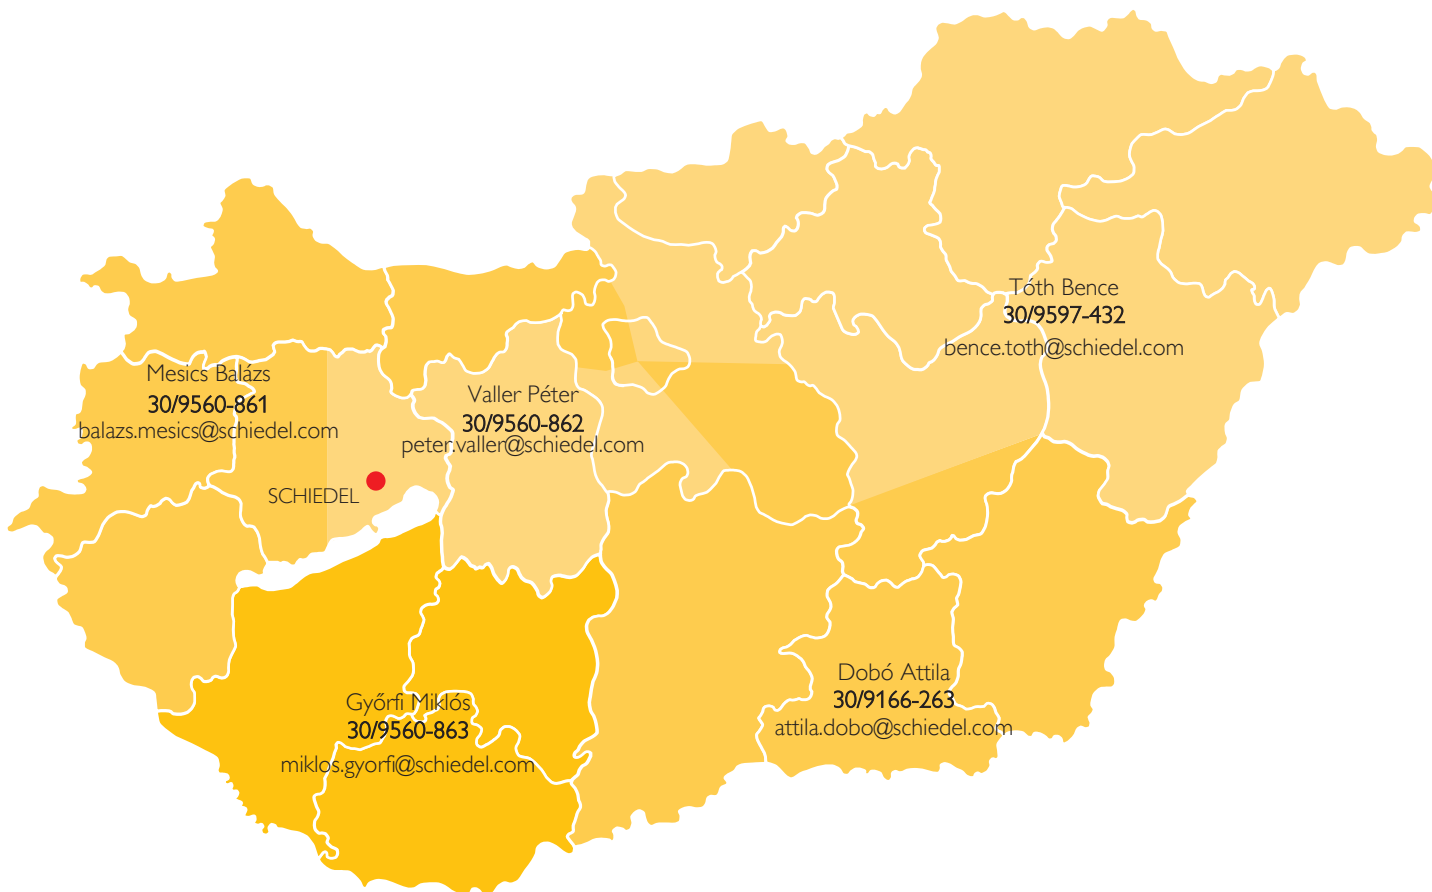 Tóth Bence
30/9597-432
bence.toth@schiedel.com
Mesics Balázs
30/9560-861
balazs.mesics@schiedel.com
Valler Péter
30/9560-862
peter.valler@schiedel.com
SCHIEDEL
Győrfi Miklós
30/9560-863
miklos.gyorfi@schiedel.com
Dobó Attila
30/9166-263
attila.dobo@schiedel.com